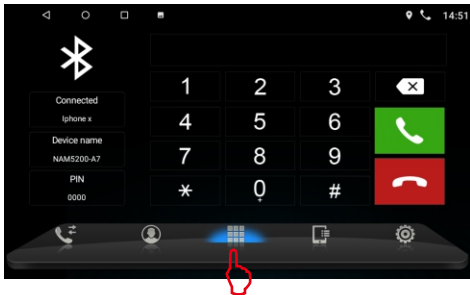 14:51
Connected
Iphone x
Device name
NAM5200-A7
PIN
0000
1 2 3
4 5 6
7 8 9
* 0 #
+